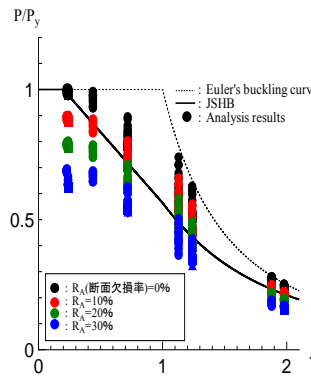 P/Py
1
: Euler's buckling curv
: JSHB
: Analysis results
0.5
: RA(断面欠損率)=0%
: RA=10%
: RA=20%
: RA=30%
0
0 1 2